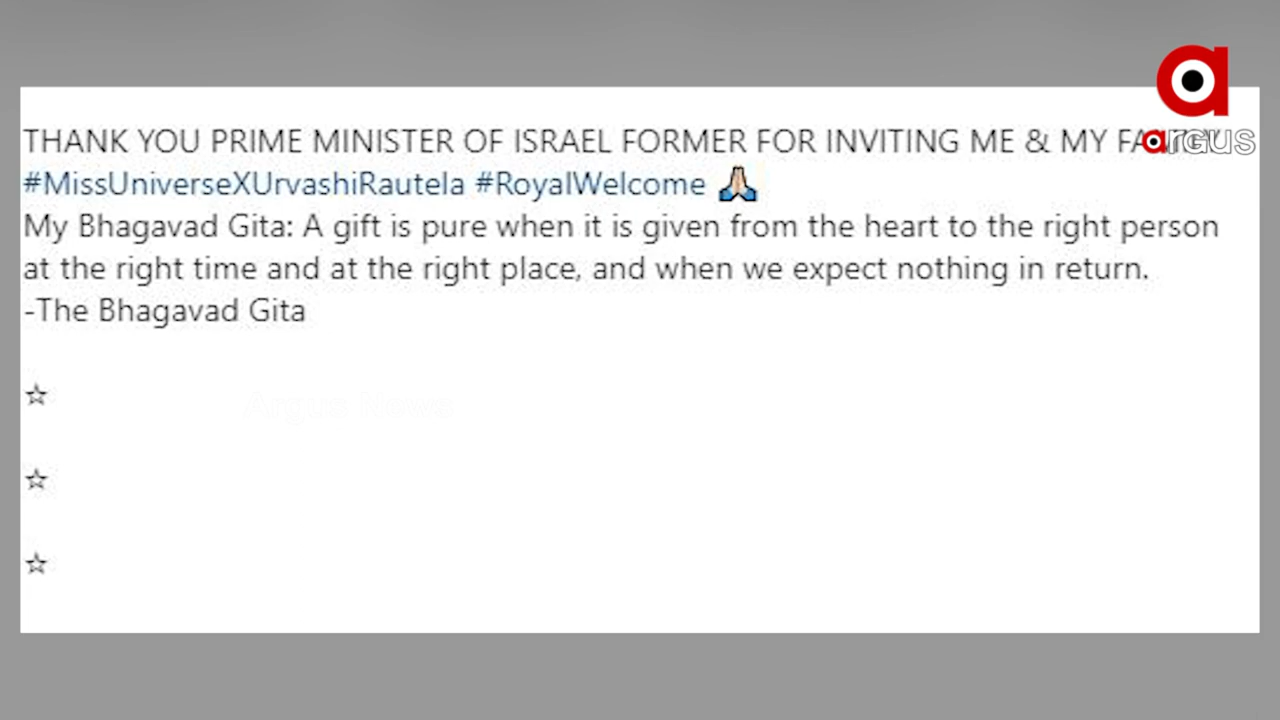 THANK YOU PRIME MINISTER OF ISRAEL FORMER FOR INVITING ME & MY
#MissUniverseXUrvashiRautela #RoyalWelcome 🙏🏻
My Bhagavad Gita: A gift is pure when it is given from the heart to the right person
at the right time and at the right place, and when we expect nothing in return.
-The Bhagavad Gita
☆
☆
☆
a
argus
Argus News